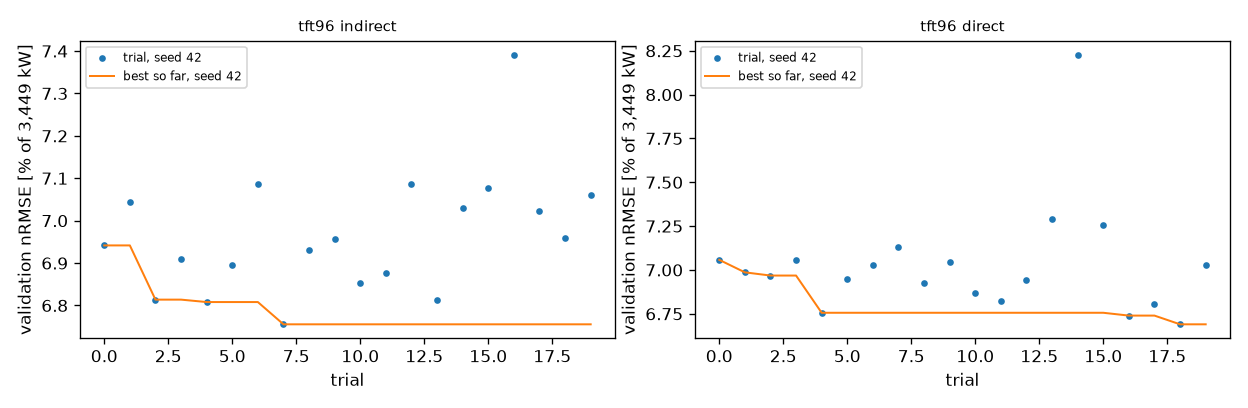 tft96 indirect
validation nRMSE [% of 3,449 kW]
7.4
7.3
7.2
7.1
7.0
6.9
6.8
trial, seed 42
best so far, seed 42
0.0 2.5 5.0 7.5 10.0 12.5 15.0 17.5
trial
tft96 direct
validation nRMSE [% of 3,449 kW]
8.25
8.00
7.75
7.50
7.25
7.00
6.75
trial, seed 42
best so far, seed 42
0.0 2.5 5.0 7.5 10.0 12.5 15.0 17.5
trial